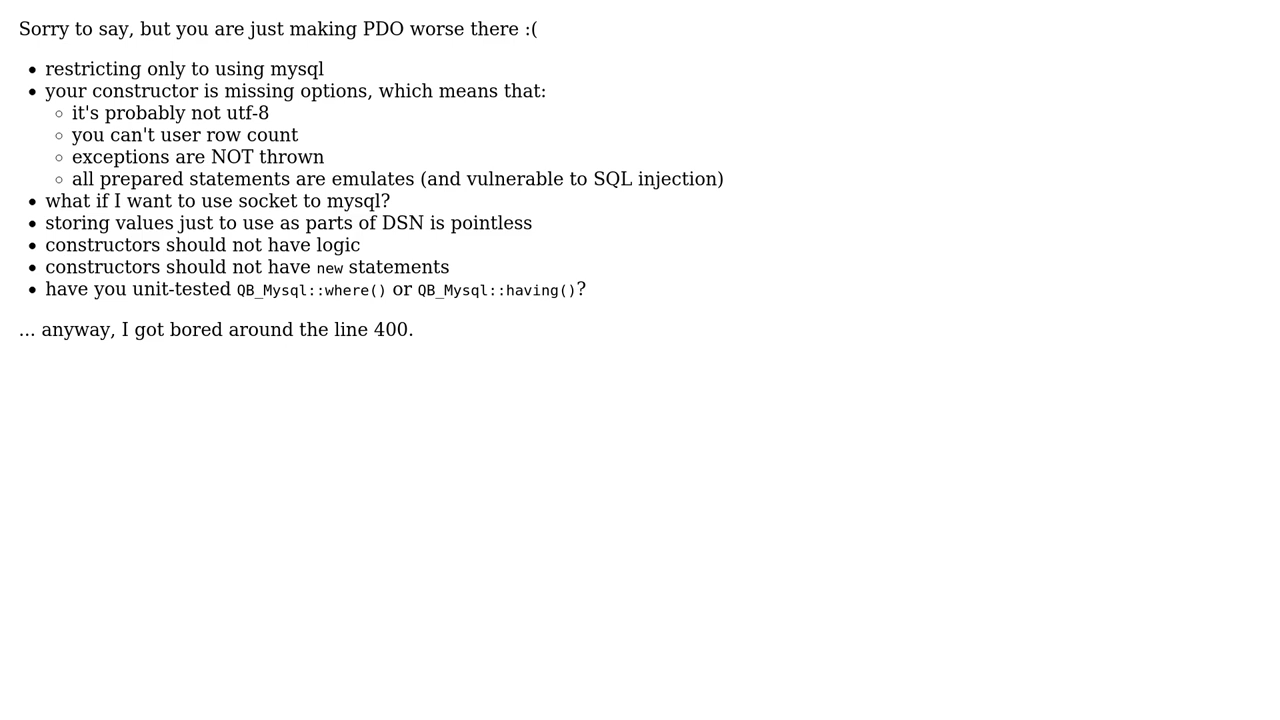 Sorry to say, but you are just making PDO worse there :(
• restricting only to using mysql
• your constructor is missing options, which means that:
◦ it's probably not utf-8
◦ you can't user row count
◦ exceptions are NOT thrown
◦ all prepared statements are emulates (and vulnerable to SQL injection)
• what if I want to use socket to mysql?
• storing values just to use as parts of DSN is pointless
• constructors should not have logic
• constructors should not have new statements
• have you unit-tested QB_Mysql::where() or QB_Mysql::having()?
... anyway, I got bored around the line 400.